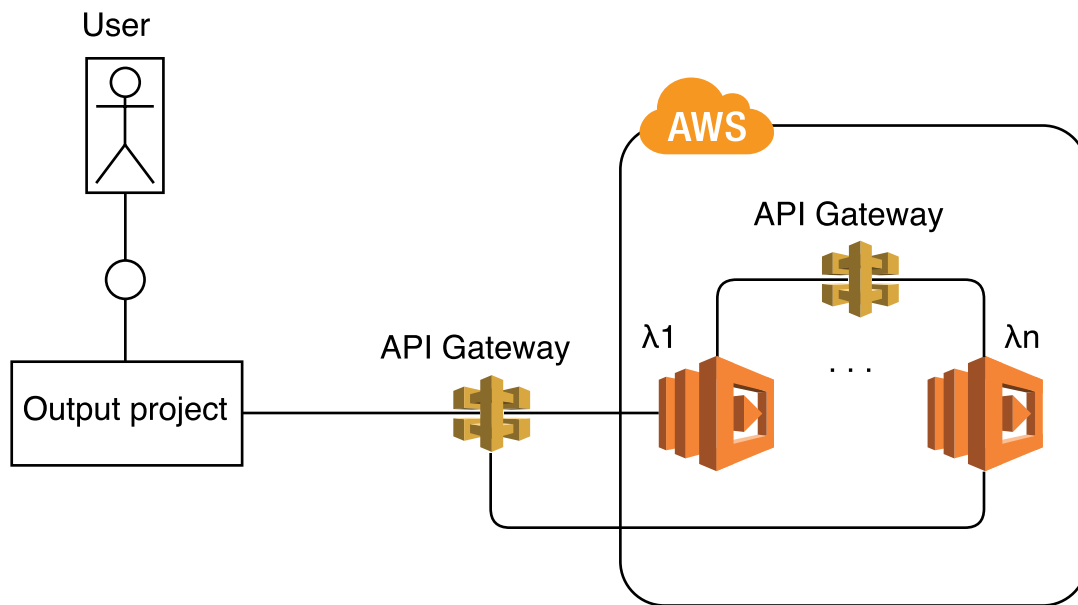 User
AWS
API Gateway
API Gateway
λ1
λn
. . .
Output project